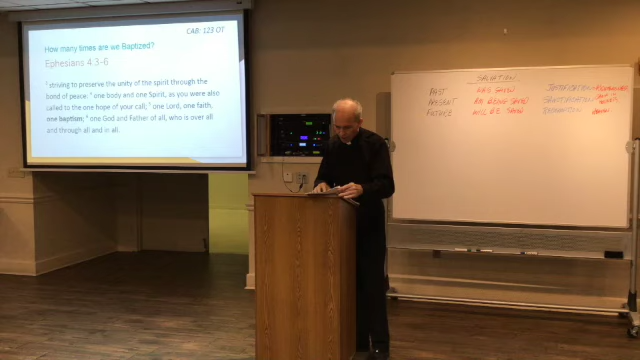 CAB: 123 OT
How many times are we Baptized?
Ephesians 4.3-6
3 striving to preserve the unity of the spirit through the
bond of peace: 4 one body and one Spirit, as you were also
called to the one hope of your call; 5 one Lord, one faith,
one baptism; 6 one God and Father of all, who is over all
and through all and in all.
SALVATION
PAST WAS SAVED JUSTIFICATION
PRESENT AM BEING SAVED SANCTIFICATION
FUTURE WILL BE SAVED